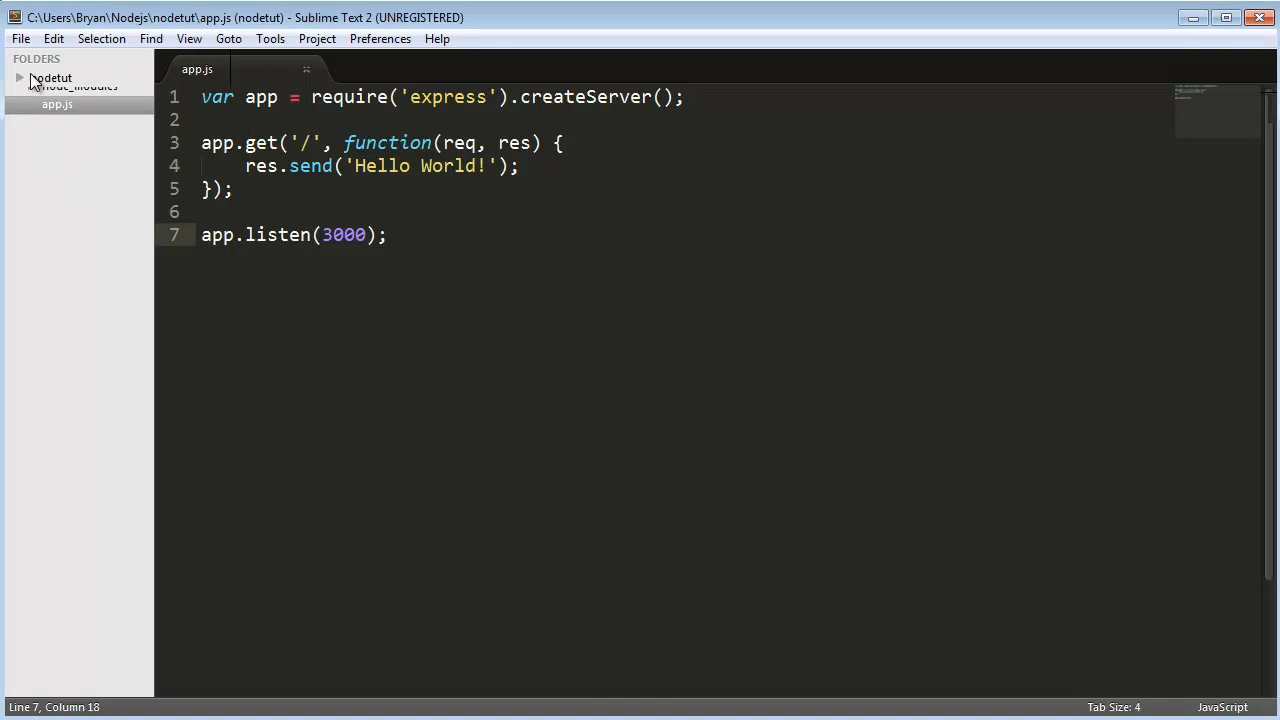 C:\Users\Bryan\Nodejs\nodetut\app.js (nodetut) - Sublime Text 2 (UNREGISTERED)
File Edit Selection Find View Goto Tools Project Preferences Help
FOLDERS
nodetut
node_modules
app.js
app.js
1 var app = require('express').createServer();
2
3 app.get('/', function(req, res) {
4 res.send('Hello World!');
5 });
6
7 app.listen(3000);
Line 7, Column 18
Tab Size: 4
JavaScript